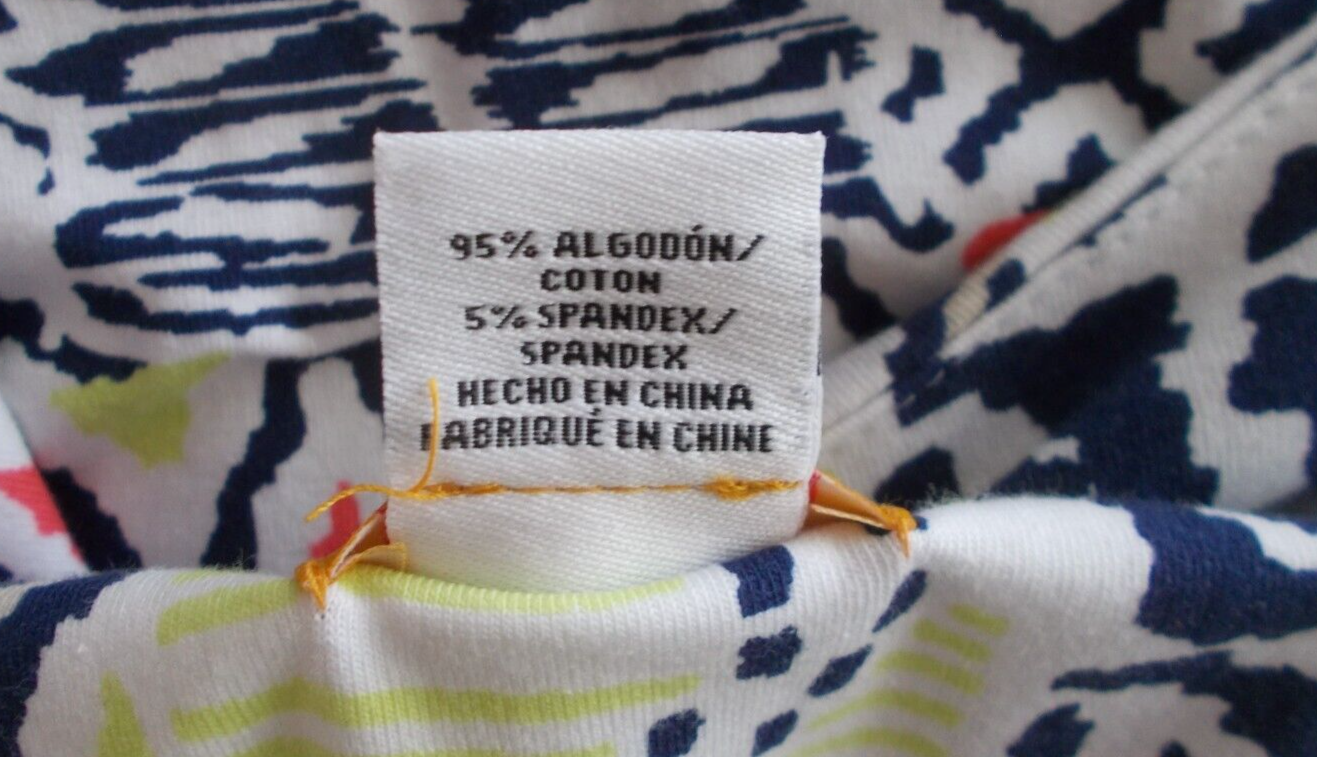 95% ALGODÓN/
COTON
5% SPANDEX/
SPANDEX
HECHO EN CHINA
FABRIQUÉ EN CHINE